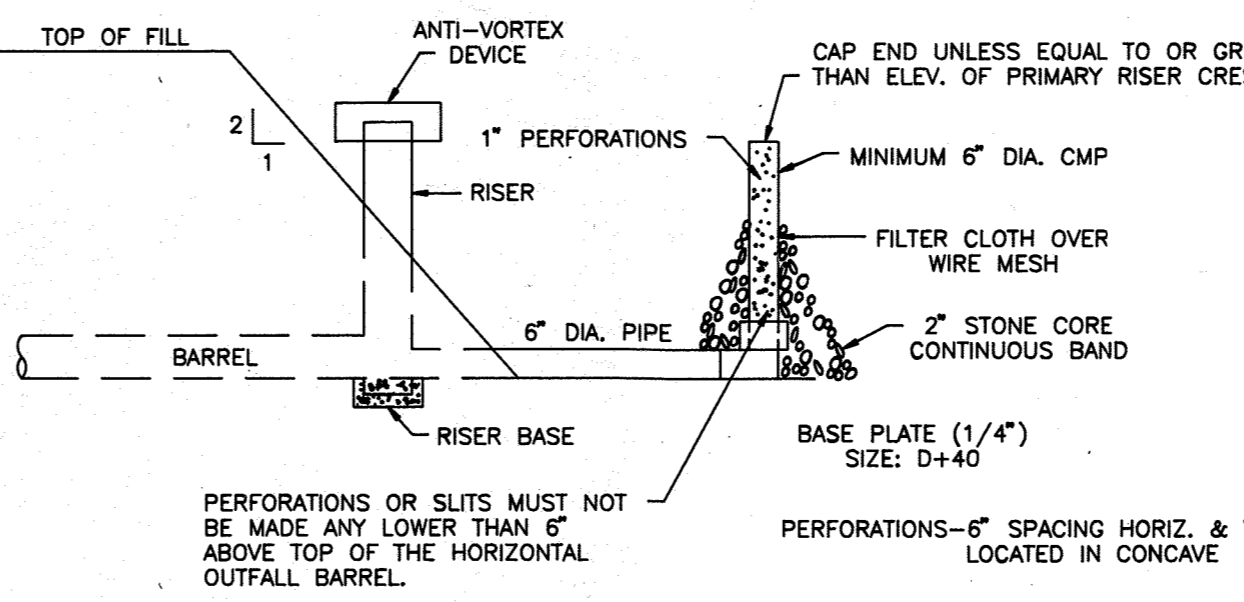 TOP OF FILL
ANTI-VORTEX
DEVICE
CAP END UNLESS EQUAL TO OR
THAN ELEV. OF PRIMARY RISER
2
1
1" PERFORATIONS
MINIMUM 6" DIA. CMP
RISER
FILTER CLOTH OVER
WIRE MESH
6" DIA. PIPE
2" STONE CORE
CONTINUOUS BAND
BARREL
RISER BASE
BASE PLATE (1/4")
SIZE: D+40
PERFORATIONS OR SLITS MUST NOT
BE MADE ANY LOWER THAN 6"
ABOVE TOP OF THE HORIZONTAL
OUTFALL BARREL.
PERFORATIONS-6" SPACING HORIZ. &
LOCATED IN CONCAVE